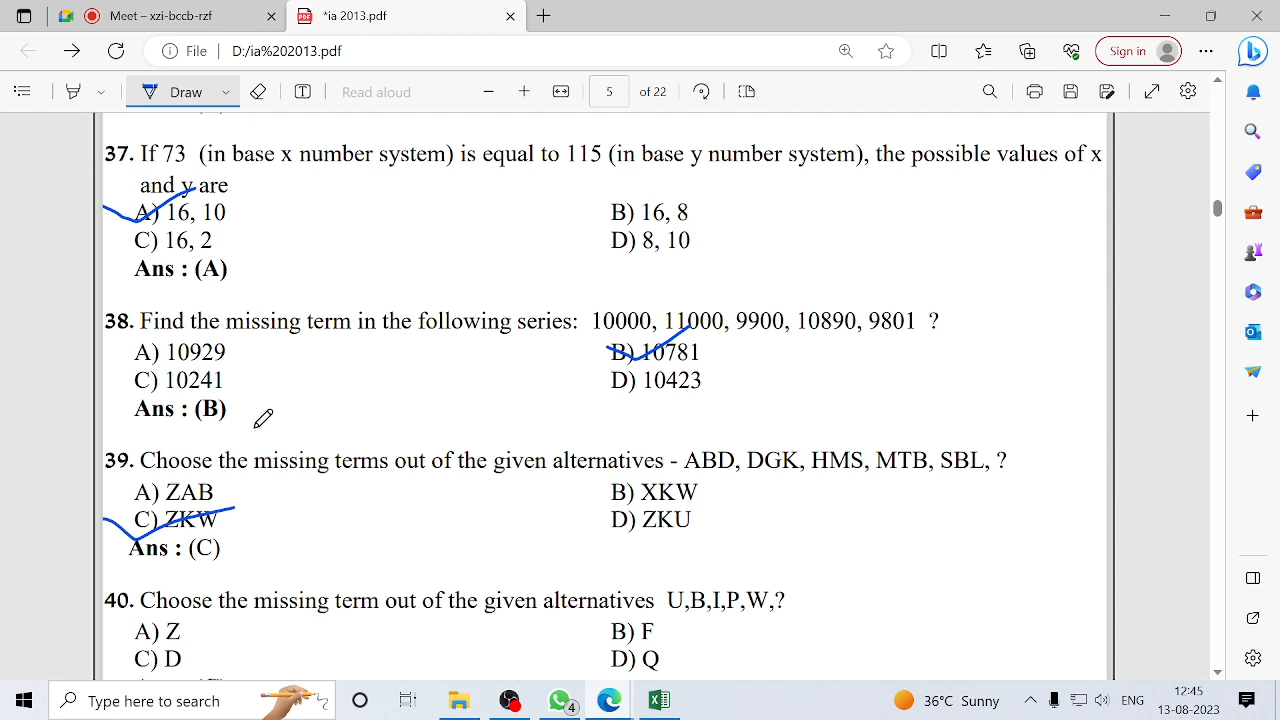 Meet – xzi-bcdb-rzf
*ia 2013.pdf
File
D:/ia%202013.pdf
Sign in
Draw
Read aloud
5
of 22
37. If 73 (in base x number system) is equal to 115 (in base y number system), the possible values of x
and y are
A) 16, 10
B) 16, 8
C) 16, 2
D) 8, 10
Ans : (A)
38. Find the missing term in the following series: 10000, 11000, 9900, 10890, 9801 ?
A) 10929
B) 10781
C) 10241
D) 10423
Ans : (B)
39. Choose the missing terms out of the given alternatives - ABD, DGK, HMS, MTB, SBL, ?
A) ZAB
B) XKW
C) ZKW
D) ZKU
Ans : (C)
40. Choose the missing term out of the given alternatives U,B,I,P,W,?
A) Z
B) F
C) D
D) Q
Type here to search
4
36°C Sunny
ENG
12:45
13-08-2023